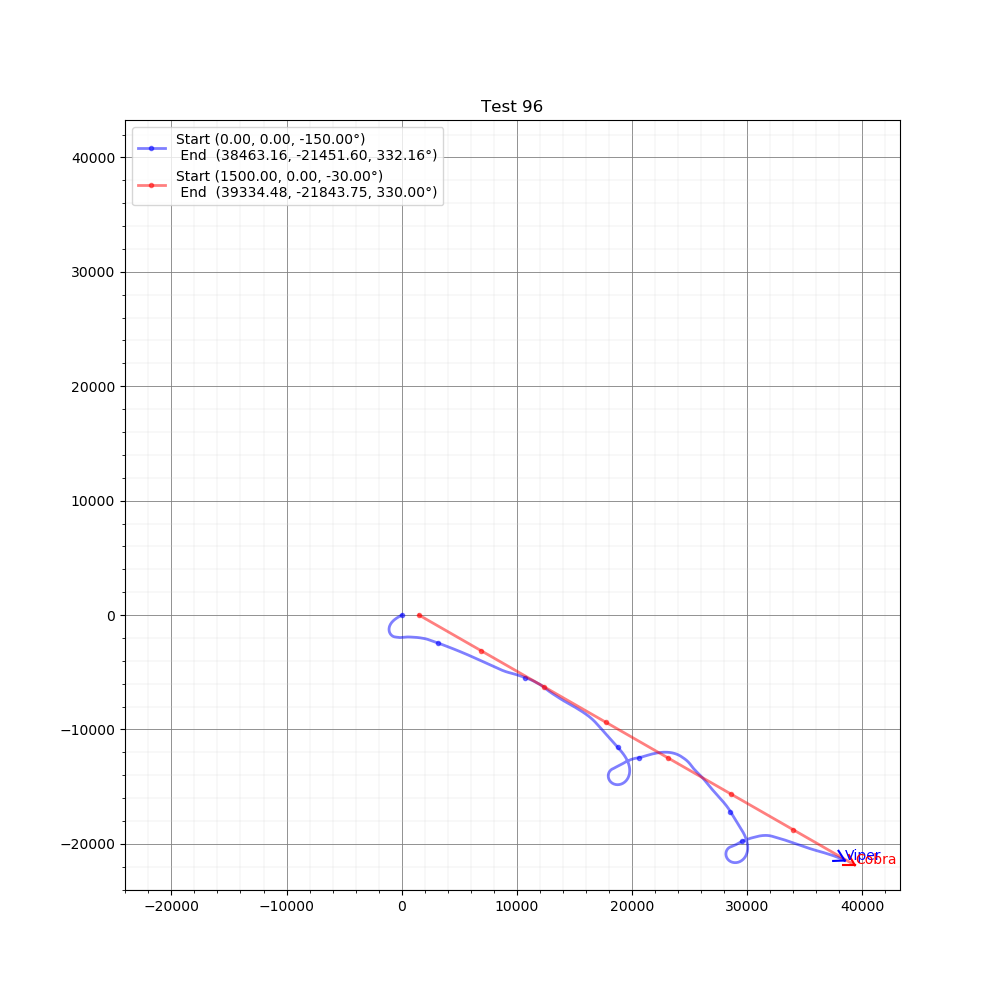 Test 96
Start (0.00, 0.00, -150.00°)
End (38463.16, -21451.60, 332.16°)
Start (1500.00, 0.00, -30.00°)
End (39334.48, -21843.75, 330.00°)
40000
30000
20000
10000
0
−10000
−20000
Viper
Cobra
−20000 −10000 0 10000 20000 30000 40000